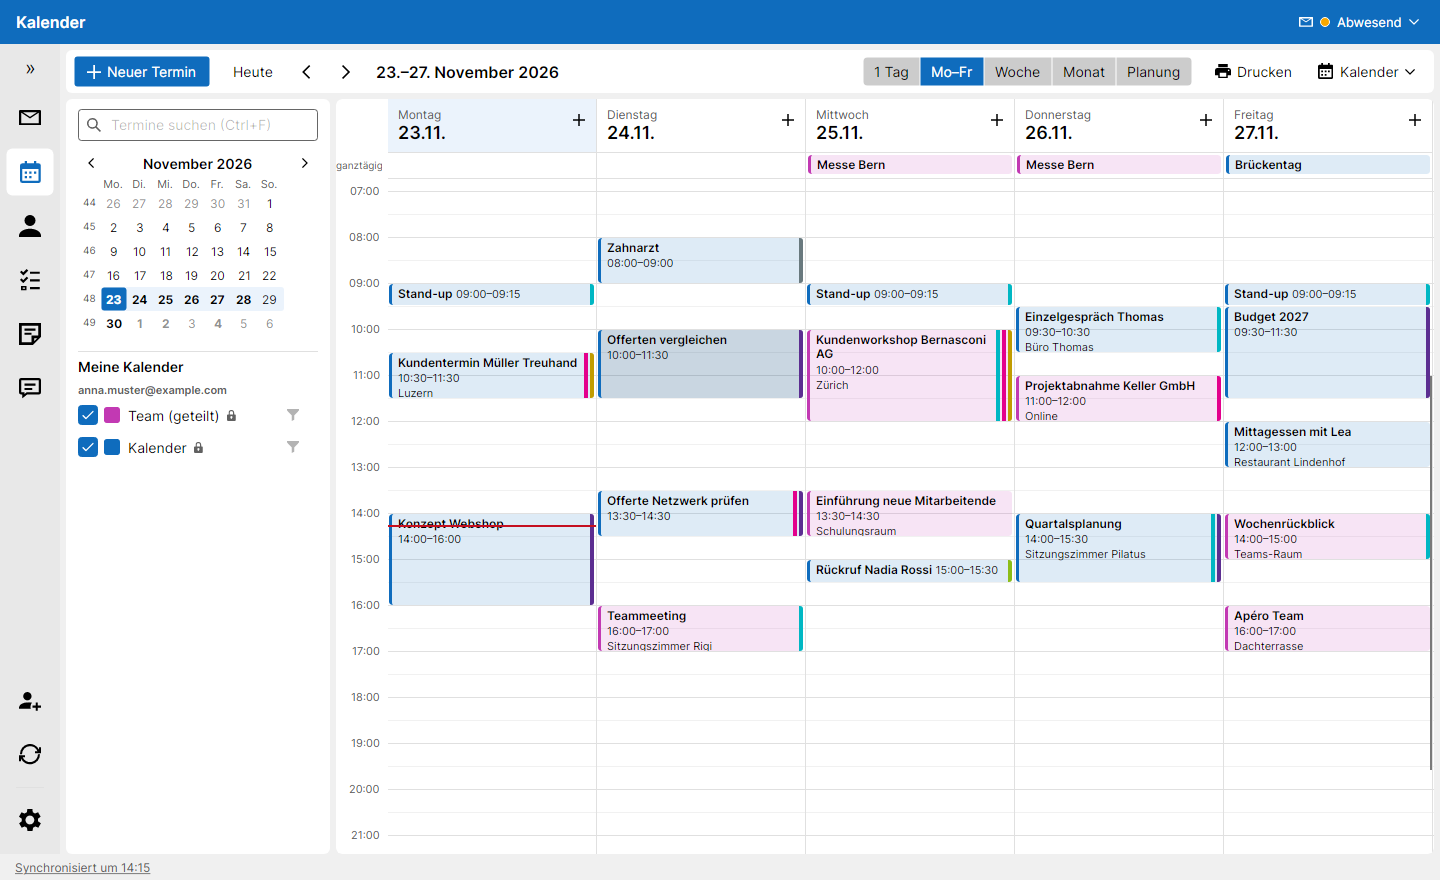 Kalender
Abwesend
Neuer Termin
Heute
23.–27. November 2026
1 Tag
Mo–Fr
Woche
Monat
Planung
Drucken
Kalender
Termine suchen (Ctrl+F)
November 2026
Mo. Di. Mi. Do. Fr. Sa. So.
44 26 27 28 29 30 31 1
45 2 3 4 5 6 7 8
46 9 10 11 12 13 14 15
47 16 17 18 19 20 21 22
48 23 24 25 26 27 28 29
49 30 1 2 3 4 5 6
Meine Kalender
anna.muster@example.com
Team (geteilt)
Kalender
Montag
23.11.
Dienstag
24.11.
Mittwoch
25.11.
Donnerstag
26.11.
Freitag
27.11.
ganztägig
Messe Bern
Messe Bern
Brückentag
07:00
08:00
09:00
10:00
11:00
12:00
13:00
14:00
15:00
16:00
17:00
18:00
19:00
20:00
21:00
Stand-up 09:00–09:15
Kundentermin Müller Treuhand
10:30–11:30
Luzern
Konzept Webshop
14:00–16:00
Zahnarzt
08:00–09:00
Offerten vergleichen
10:00–11:30
Offerte Netzwerk prüfen
13:30–14:30
Teammeeting
16:00–17:00
Sitzungszimmer Rigi
Stand-up 09:00–09:15
Kundenworkshop Bernasconi
AG
10:00–12:00
Zürich
Einführung neue Mitarbeitende
13:30–14:30
Schulungsraum
Rückruf Nadia Rossi 15:00–15:30
Einzelgespräch Thomas
09:30–10:30
Büro Thomas
Projektabnahme Keller GmbH
11:00–12:00
Online
Quartalsplanung
14:00–15:30
Sitzungszimmer Pilatus
Stand-up 09:00–09:15
Budget 2027
09:30–11:30
Mittagessen mit Lea
12:00–13:00
Restaurant Lindenhof
Wochenrückblick
14:00–15:00
Teams-Raum
Apéro Team
16:00–17:00
Dachterrasse
Synchronisiert um 14:15